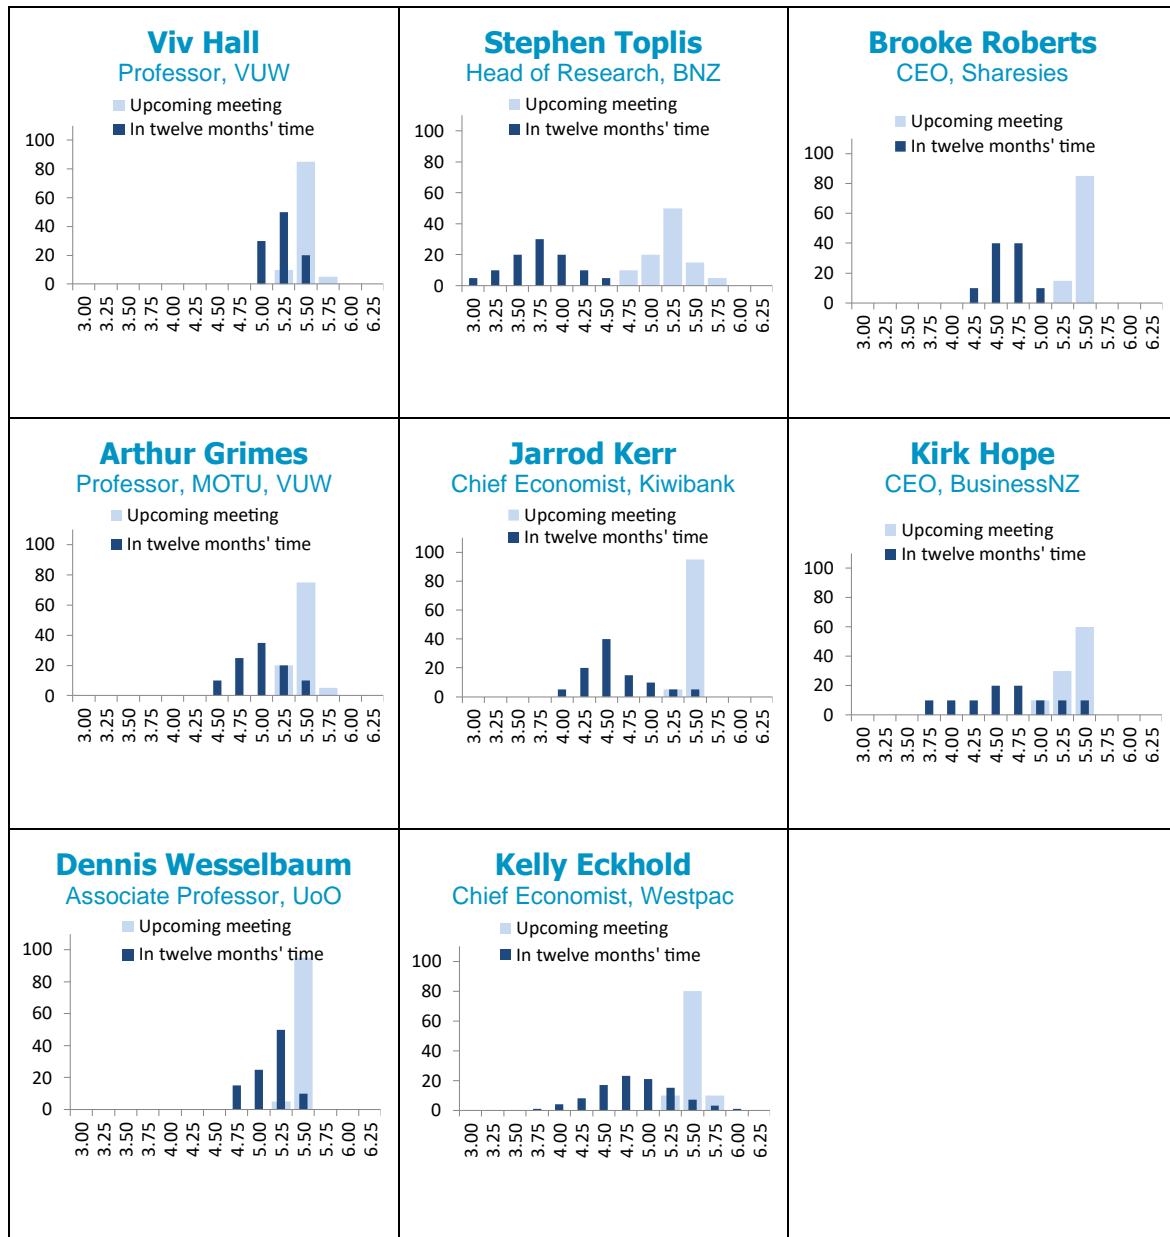 Viv Hall
Professor, VUW
Upcoming meeting
In twelve months' time
100
80
60
40
20
0
3.00 3.25 3.50 3.75 4.00 4.25 4.50 4.75 5.00 5.25 5.50 5.75 6.00 6.25
Stephen Toplis
Head of Research, BNZ
Upcoming meeting
In twelve months' time
100
80
60
40
20
0
3.00 3.25 3.50 3.75 4.00 4.25 4.50 4.75 5.00 5.25 5.50 5.75 6.00 6.25
Brooke Roberts
CEO, Sharesies
Upcoming meeting
In twelve months' time
100
80
60
40
20
0
3.00 3.25 3.50 3.75 4.00 4.25 4.50 4.75 5.00 5.25 5.50 5.75 6.00 6.25
Arthur Grimes
Professor, MOTU, VUW
Upcoming meeting
In twelve months' time
100
80
60
40
20
0
3.00 3.25 3.50 3.75 4.00 4.25 4.50 4.75 5.00 5.25 5.50 5.75 6.00 6.25
Jarrod Kerr
Chief Economist, Kiwibank
Upcoming meeting
In twelve months' time
100
80
60
40
20
0
3.00 3.25 3.50 3.75 4.00 4.25 4.50 4.75 5.00 5.25 5.50 5.75 6.00 6.25
Kirk Hope
CEO, BusinessNZ
Upcoming meeting
In twelve months' time
100
80
60
40
20
0
3.00 3.25 3.50 3.75 4.00 4.25 4.50 4.75 5.00 5.25 5.50 5.75 6.00 6.25
Dennis Wesselbaum
Associate Professor, UoO
Upcoming meeting
In twelve months' time
100
80
60
40
20
0
3.00 3.25 3.50 3.75 4.00 4.25 4.50 4.75 5.00 5.25 5.50 5.75 6.00 6.25
Kelly Eckhold
Chief Economist, Westpac
Upcoming meeting
In twelve months' time
100
80
60
40
20
0
3.00 3.25 3.50 3.75 4.00 4.25 4.50 4.75 5.00 5.25 5.50 5.75 6.00 6.25